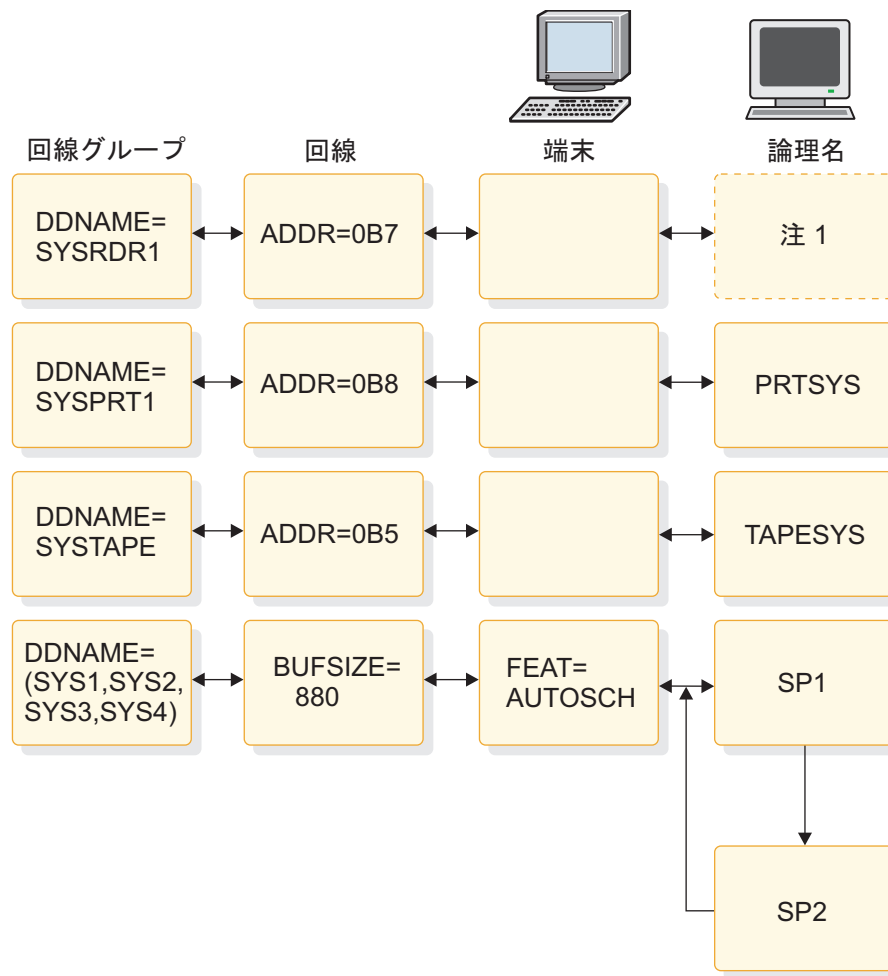 回線グループ
回線
端末
論理名
DDNAME=
SYSRDR1
ADDR=0B7
注 1
DDNAME=
SYSPRT1
ADDR=0B8
PRTSYS
DDNAME=
SYSTAPE
ADDR=0B5
TAPESYS
DDNAME=
(SYS1,SYS2,
SYS3,SYS4)
BUFSIZE=
880
FEAT=
AUTOSCH
SP1
SP2